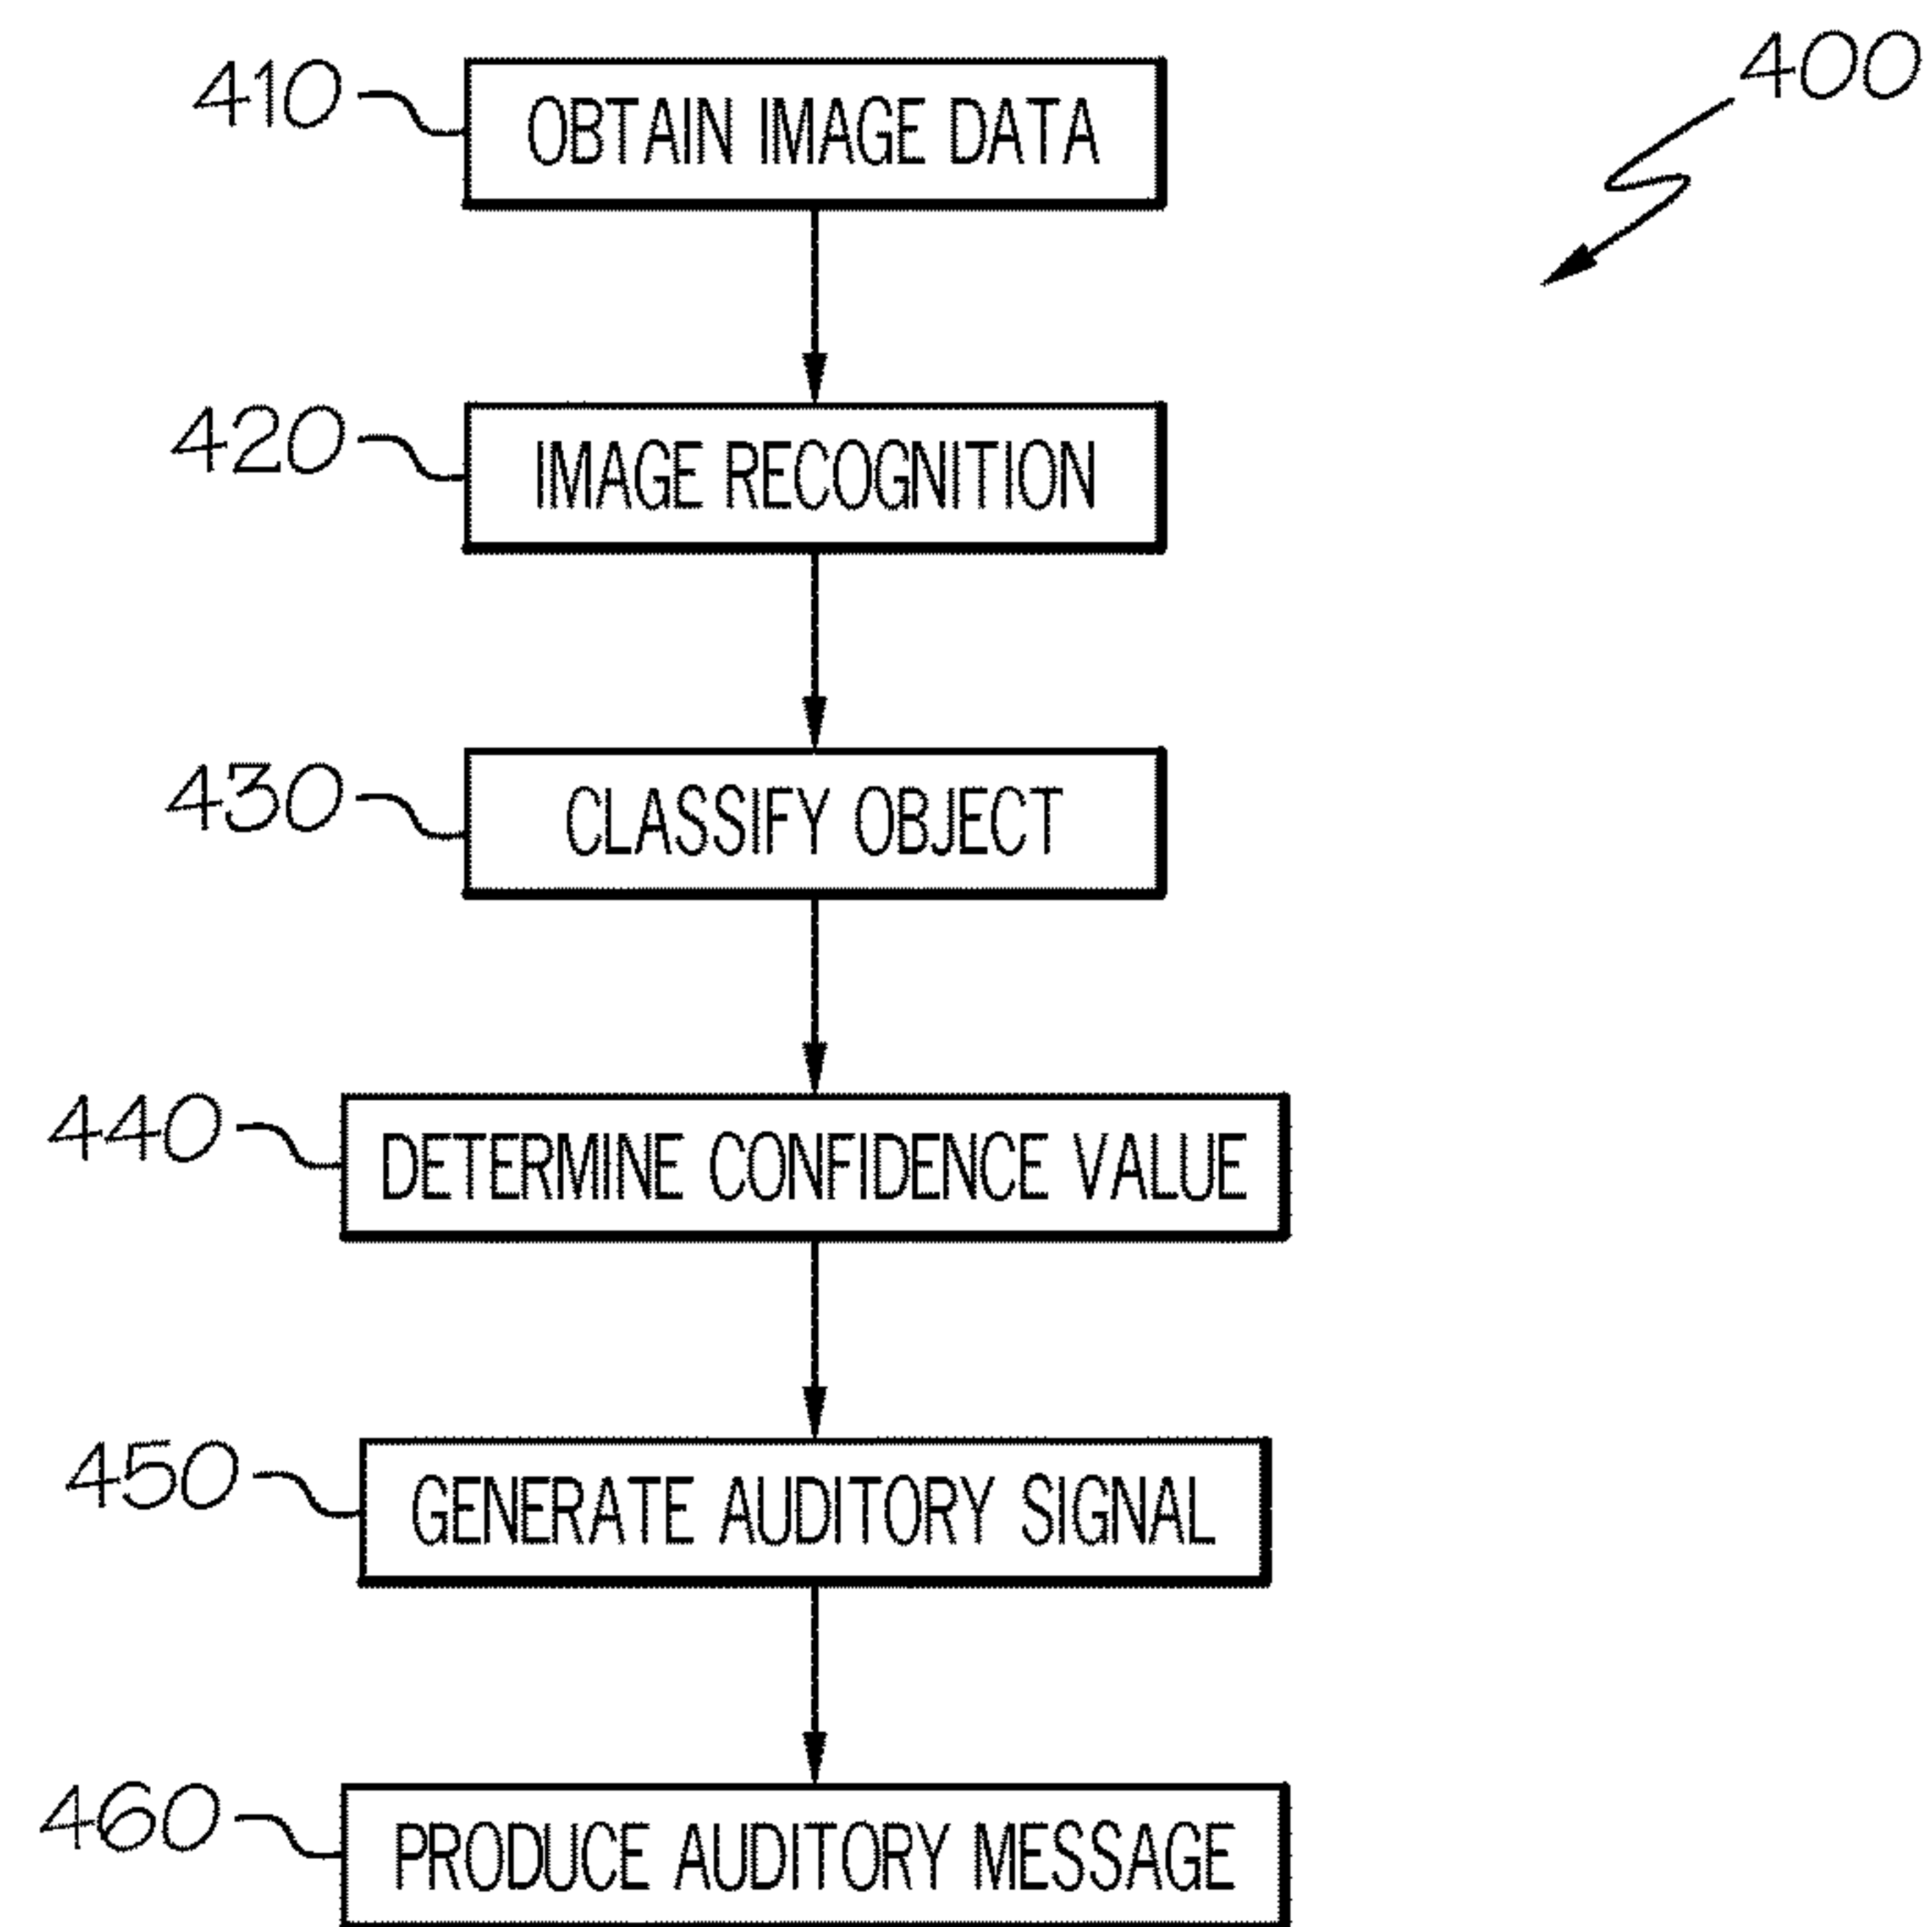 400
410 OBTAIN IMAGE DATA
420 IMAGE RECOGNITION
430 CLASSIFY OBJECT
440 DETERMINE CONFIDENCE VALUE
450 GENERATE AUDITORY SIGNAL
460 PRODUCE AUDITORY MESSAGE